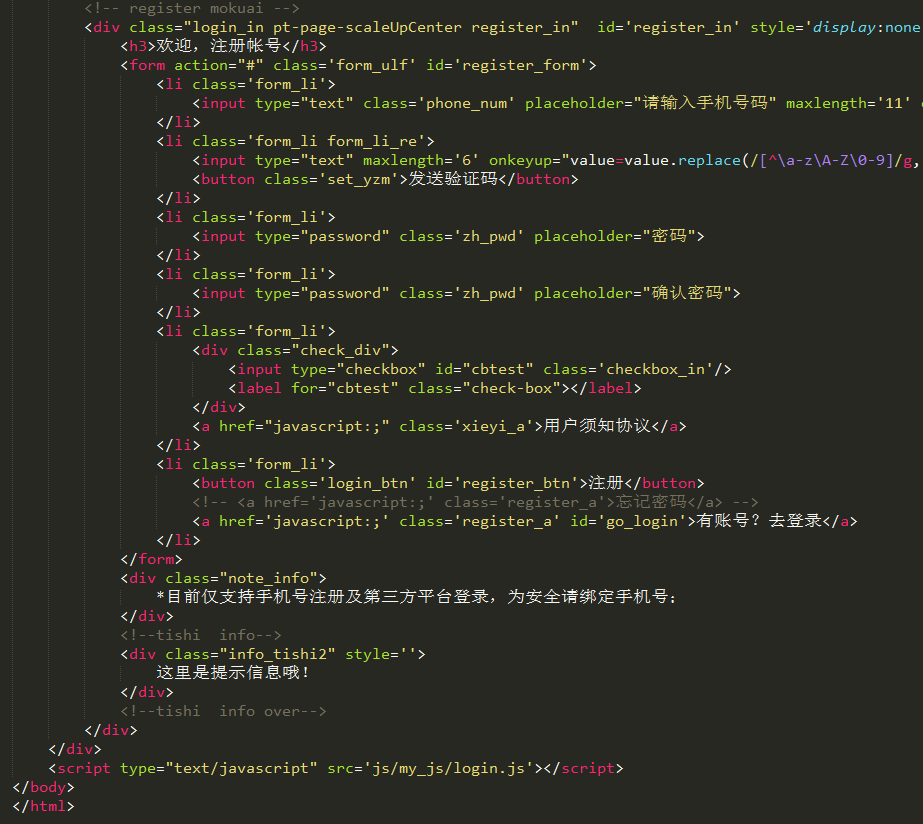 <!-- register mokuai -->
<div class="login_in pt-page-scaleUpCenter register_in"  id='register_in' style='display:none
<h3>欢迎，注册帐号</h3>
<form action="#" class='form_ulf' id='register_form'>
<li class='form_li'>
<input type="text" class='phone_num' placeholder="请输入手机号码" maxlength='11'
</li>
<li class='form_li form_li_re'>
<input type="text" maxlength='6' onkeyup="value=value.replace(/[^\a-z\A-Z\0-9]/g,
<button class='set_yzm'>发送验证码</button>
</li>
<li class='form_li'>
<input type="password" class='zh_pwd' placeholder="密码">
</li>
<li class='form_li'>
<input type="password" class='zh_pwd' placeholder="确认密码">
</li>
<li class='form_li'>
<div class="check_div">
<input type="checkbox" id="cbtest" class='checkbox_in'/>
<label for="cbtest" class="check-box"></label>
</div>
<a href="javascript:;" class='xieyi_a'>用户须知协议</a>
</li>
<li class='form_li'>
<button class='login_btn' id='register_btn'>注册</button>
<!-- <a href='javascript:;' class='register_a'>忘记密码</a> -->
<a href='javascript:;' class='register_a' id='go_login'>有账号？去登录</a>
</li>
</form>
<div class="note_info">
*目前仅支持手机号注册及第三方平台登录，为安全请绑定手机号；
</div>
<!--tishi  info-->
<div class="info_tishi2" style=''>
这里是提示信息哦！
</div>
<!--tishi  info over-->
</div>
</div>
<script type="text/javascript" src='js/my_js/login.js'></script>
</body>
</html>